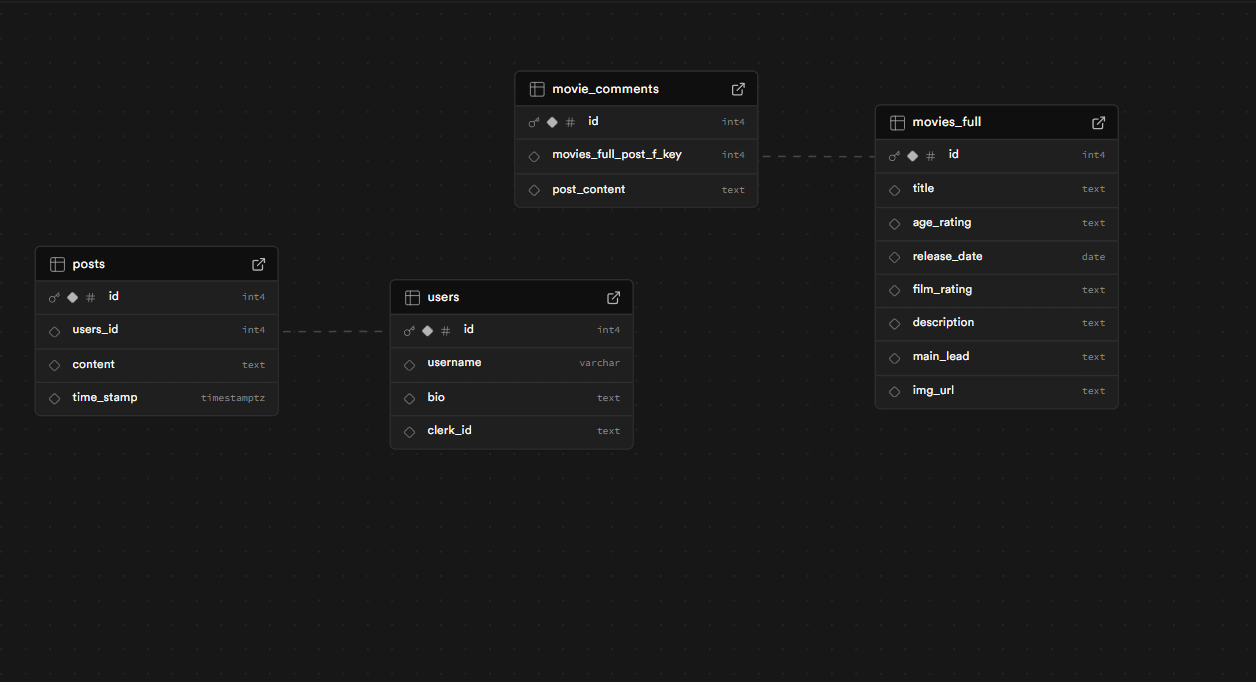 movie_comments
# id int4
movies_full_post_f_key int4
post_content text
movies_full
# id int4
title text
age_rating text
release_date date
film_rating text
description text
main_lead text
img_url text
posts
# id int4
users_id int4
content text
time_stamp timestamptz
users
# id int4
username varchar
bio text
clerk_id text